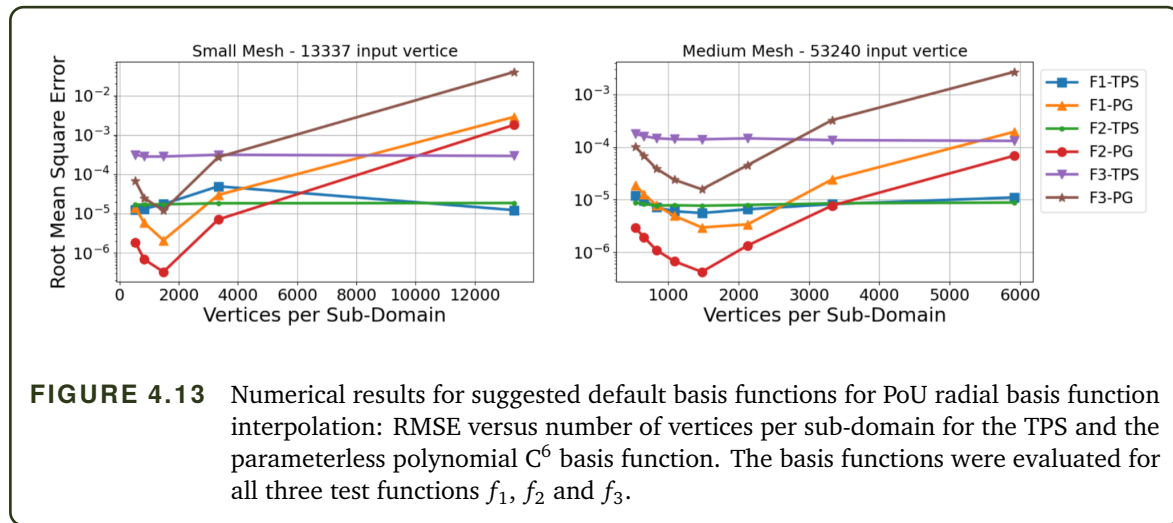 Small Mesh - 13337 input vertice
Root Mean Square Error
10⁻²
10⁻³
10⁻⁴
10⁻⁵
10⁻⁶
0 2000 4000 6000 8000 10000 12000
Vertices per Sub-Domain
Medium Mesh - 53240 input vertice
10⁻³
10⁻⁴
10⁻⁵
10⁻⁶
1000 2000 3000 4000 5000 6000
Vertices per Sub-Domain
F1-TPS
F1-PG
F2-TPS
F2-PG
F3-TPS
F3-PG
FIGURE 4.13 Numerical results for suggested default basis functions for PoU radial basis function
interpolation: RMSE versus number of vertices per sub-domain for the TPS and the
parameterless polynomial C⁶ basis function. The basis functions were evaluated for
all three test functions f₁, f₂ and f₃.